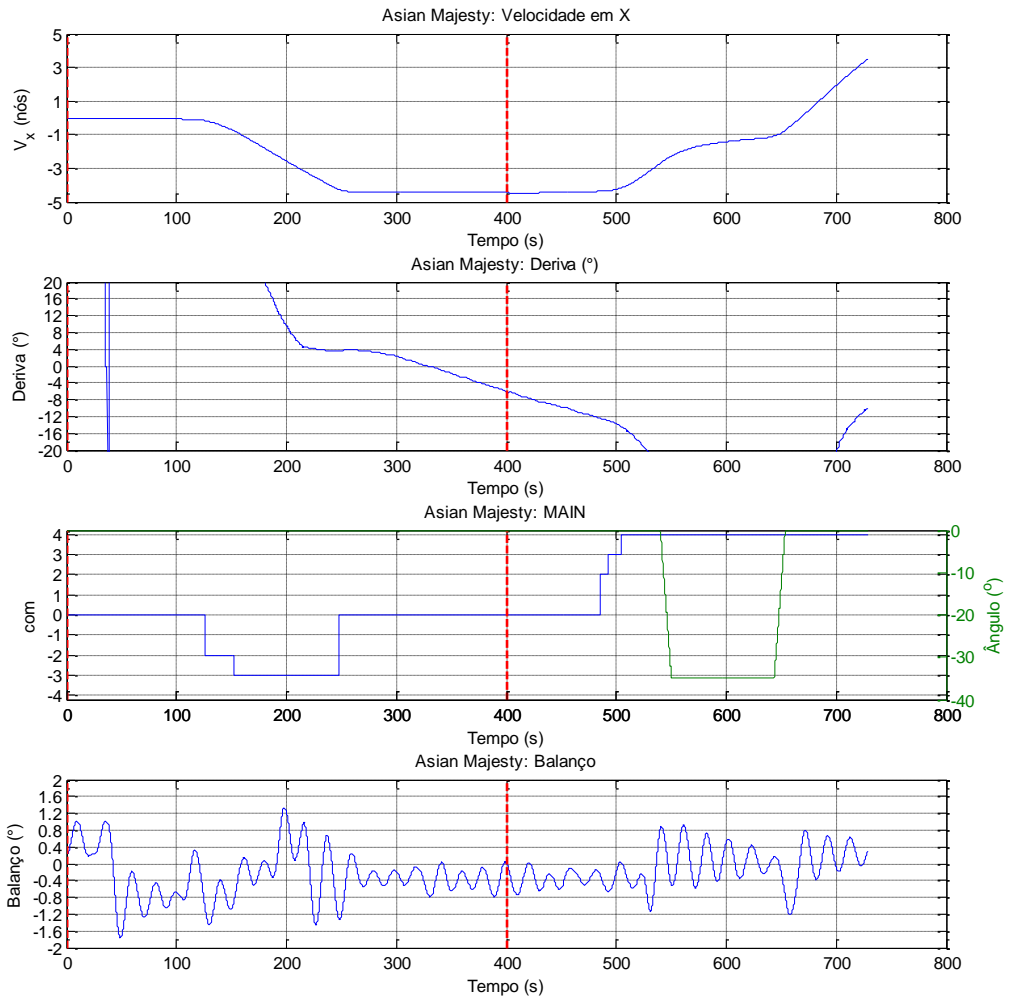 Asian Majesty: Velocidade em X
5
3
1
-1
-3
-5
V_x (nós)
0 100 200 300 400 500 600 700 800
Tempo (s)
Asian Majesty: Deriva (°)
20
16
12
8
4
0
-4
-8
-12
-16
-20
Deriva (°)
0 100 200 300 400 500 600 700 800
Tempo (s)
Asian Majesty: MAIN
4
3
2
1
0
-1
-2
-3
-4
com
0
-10
-20
-30
-40
Ângulo (º)
0 100 200 300 400 500 600 700 800
Tempo (s)
Asian Majesty: Balanço
2
1.6
1.2
0.8
0.4
0
-0.4
-0.8
-1.2
-1.6
-2
Balanço (°)
0 100 200 300 400 500 600 700 800
Tempo (s)